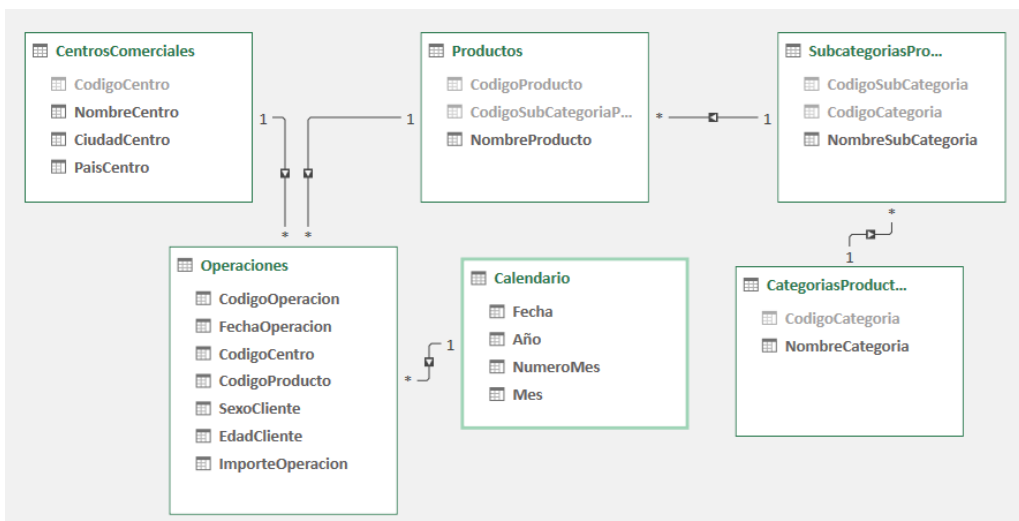 CentrosComerciales
CodigoCentro
NombreCentro
CiudadCentro
PaisCentro
1
Productos
CodigoProducto
CodigoSubCategoriaP...
NombreProducto
1
*
1
SubcategoriasPro...
CodigoSubCategoria
CodigoCategoria
NombreSubCategoria
*
1
* *
Operaciones
CodigoOperacion
FechaOperacion
CodigoCentro
CodigoProducto
SexoCliente
EdadCliente
ImporteOperacion
*
1
Calendario
Fecha
Año
NumeroMes
Mes
CategoriasProduct...
CodigoCategoria
NombreCategoria